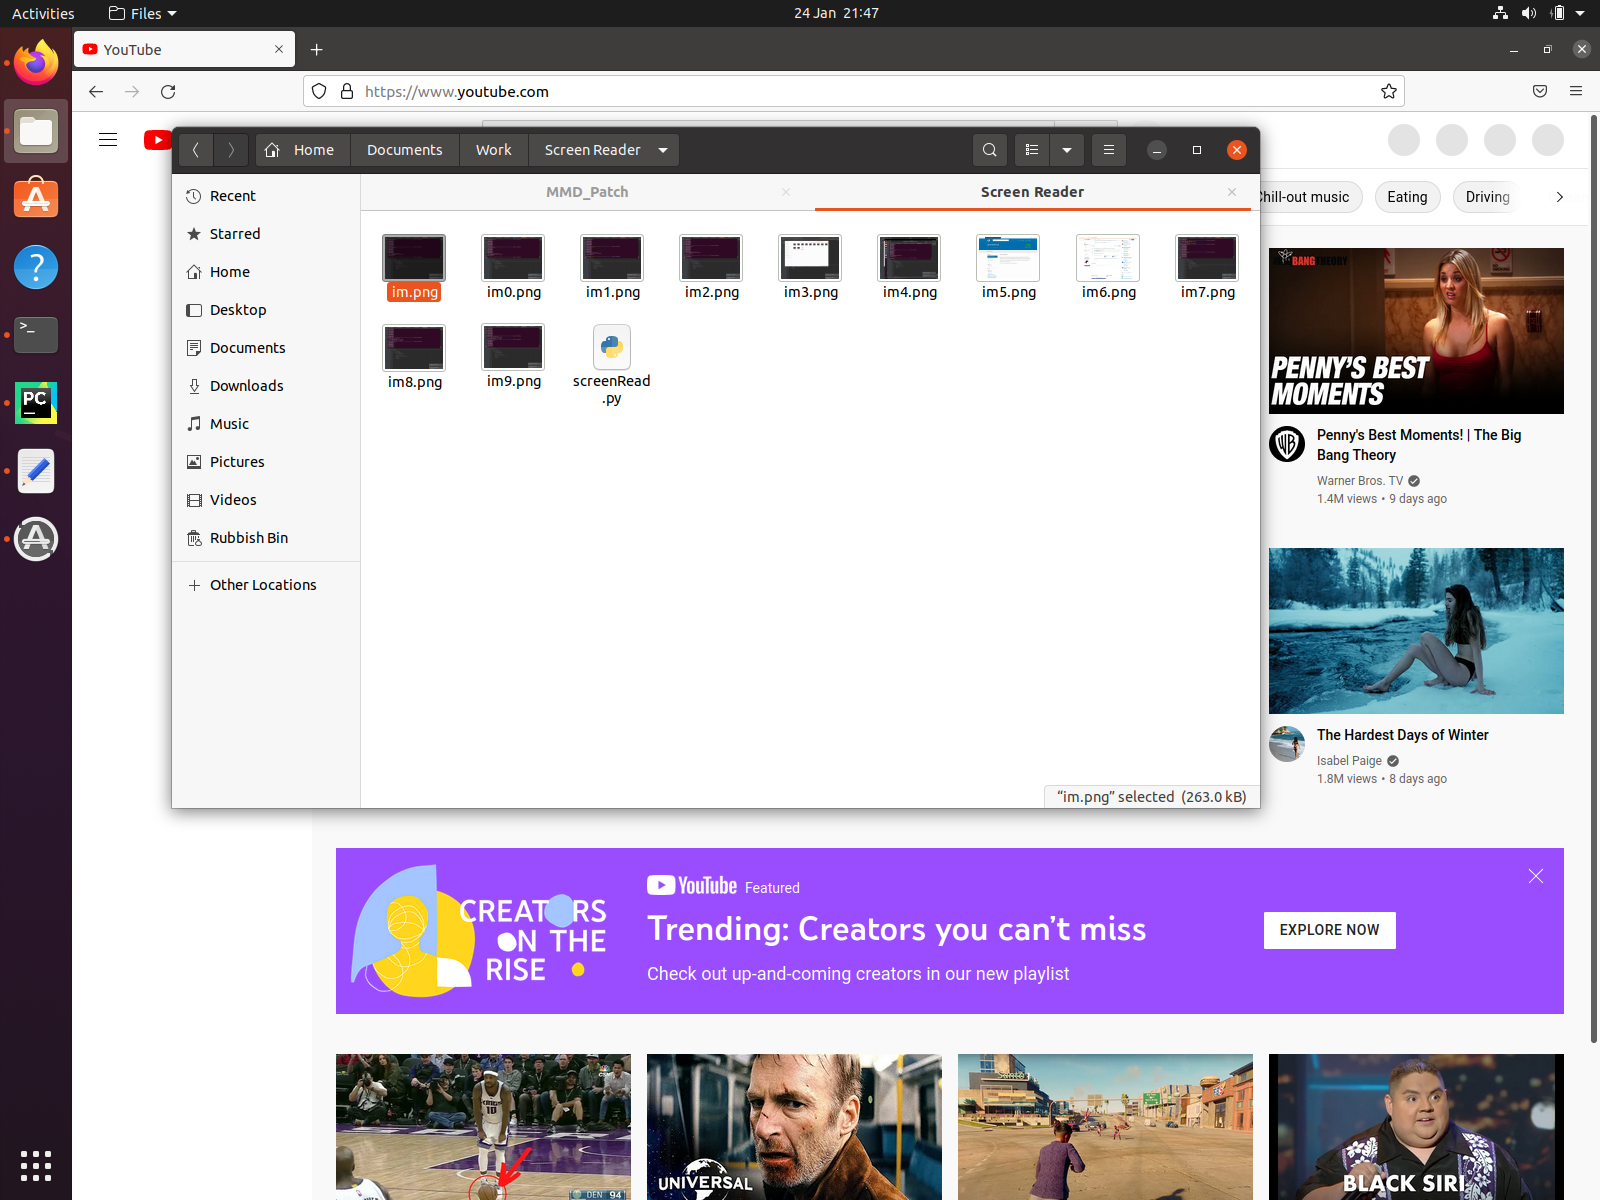 Activities
Files
24 Jan 21:47
YouTube
https://www.youtube.com
Home
Documents
Work
Screen Reader
Recent
Starred
Home
Desktop
Documents
Downloads
Music
Pictures
Videos
Rubbish Bin
Other Locations
MMD_Patch
Screen Reader
im.png
im0.png
im1.png
im2.png
im3.png
im4.png
im5.png
im6.png
im7.png
im8.png
im9.png
screenRead
.py
“im.png” selected (263.0 kB)
Chill-out music
Eating
Driving
BANG THEORY
PENNY'S BEST
MOMENTS
WB
Penny's Best Moments! | The Big
Bang Theory
Warner Bros. TV
1.4M views • 9 days ago
The Hardest Days of Winter
Isabel Paige
1.8M views • 8 days ago
CREATORS
ON THE
RISE
YouTube Featured
Trending: Creators you can’t miss
Check out up-and-coming creators in our new playlist
EXPLORE NOW
KINGS
10
DEN 94
UNIVERSAL
BLACK SIRI
PC